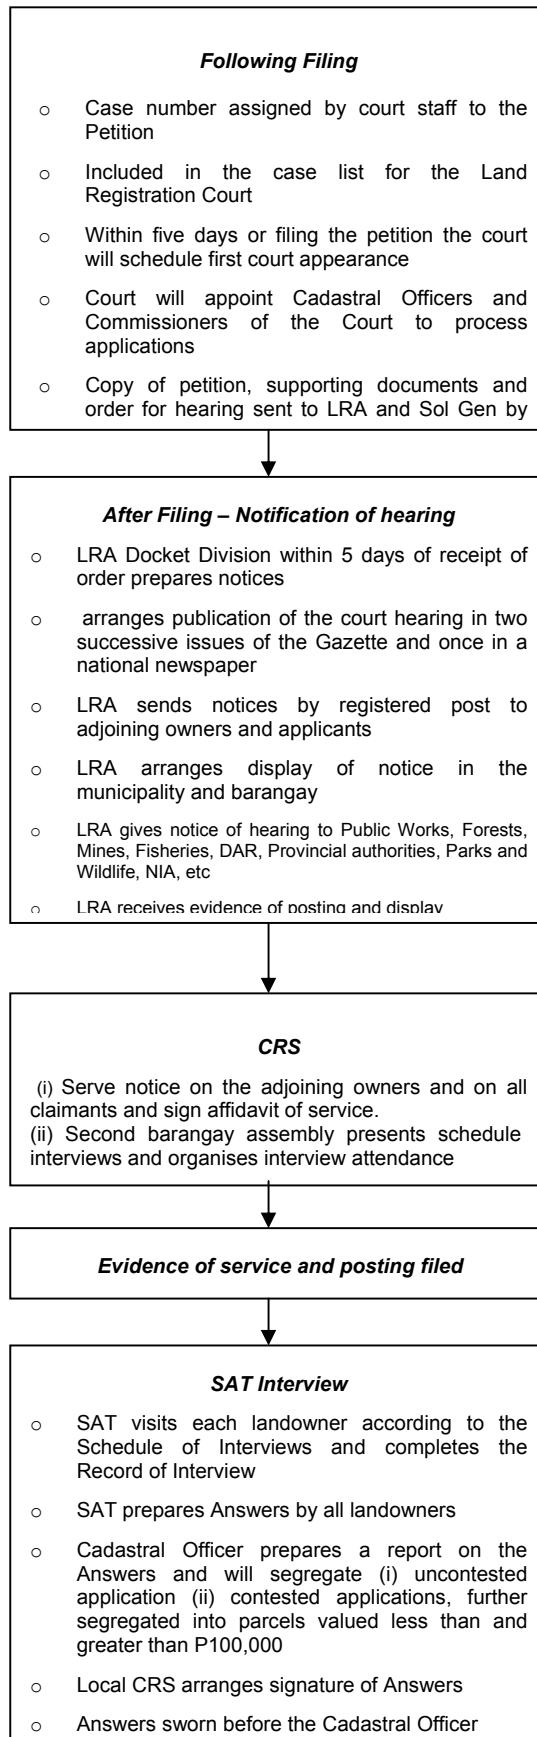 Following Filing
o Case number assigned by court staff to the
Petition
o Included in the case list for the Land
Registration Court
o Within five days or filing the petition the court
will schedule first court appearance
o Court will appoint Cadastral Officers and
Commissioners of the Court to process
applications
o Copy of petition, supporting documents and
order for hearing sent to LRA and Sol Gen by
After Filing – Notification of hearing
o LRA Docket Division within 5 days of receipt of
order prepares notices
o arranges publication of the court hearing in two
successive issues of the Gazette and once in a
national newspaper
o LRA sends notices by registered post to
adjoining owners and applicants
o LRA arranges display of notice in the
municipality and barangay
o LRA gives notice of hearing to Public Works, Forests,
Mines, Fisheries, DAR, Provincial authorities, Parks and
Wildlife, NIA, etc
o LRA receives evidence of posting and display
CRS
(i) Serve notice on the adjoining owners and on all
claimants and sign affidavit of service.
(ii) Second barangay assembly presents schedule
interviews and organises interview attendance
Evidence of service and posting filed
SAT Interview
o SAT visits each landowner according to the
Schedule of Interviews and completes the
Record of Interview
o SAT prepares Answers by all landowners
o Cadastral Officer prepares a report on the
Answers and will segregate (i) uncontested
application (ii) contested applications, further
segregated into parcels valued less than and
greater than P100,000
o Local CRS arranges signature of Answers
o Answers sworn before the Cadastral Officer